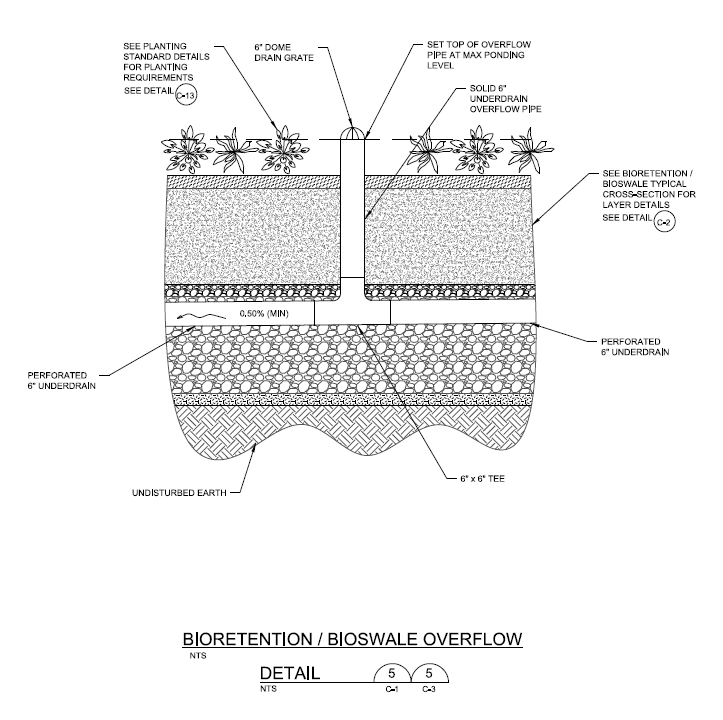 SEE PLANTING
STANDARD DETAILS
FOR PLANTING
REQUIREMENTS
SEE DETAIL C-13
6" DOME
DRAIN GRATE
SET TOP OF OVERFLOW
PIPE AT MAX PONDING
LEVEL
SOLID 6"
UNDERDRAIN
OVERFLOW PIPE
SEE BIORETENTION /
BIOSWALE TYPICAL
CROSS-SECTION FOR
LAYER DETAILS
SEE DETAIL C-2
0.50% (MIN)
PERFORATED
6" UNDERDRAIN
PERFORATED
6" UNDERDRAIN
6" x 6" TEE
UNDISTURBED EARTH
BIORETENTION / BIOSWALE OVERFLOW
NTS
DETAIL 5 5
NTS C-1 C-3